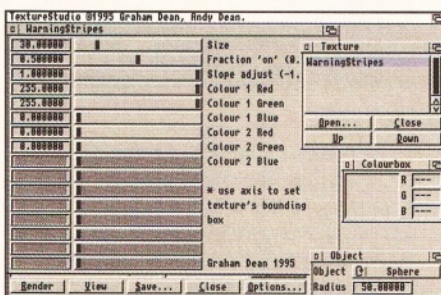 TextureStudio ©1995 Graham Dean, Andy Dean.
WarningStripes
30.00000 Size
0.500000 Fraction 'on' (0.
1.000000 Slope adjust (-1.
255.0000 Colour 1 Red
255.0000 Colour 1 Green
0.000000 Colour 1 Blue
0.000000 Colour 2 Red
0.000000 Colour 2 Green
Colour 2 Blue
* use axis to set
texture's bounding
box
Graham Dean 1995
Render View Save... Close Options...
Texture
WarningStripes
Open... Close
Up Down
Colourbox
R ---
G ---
B ---
Object
Object Sphere
Radius 50.00000